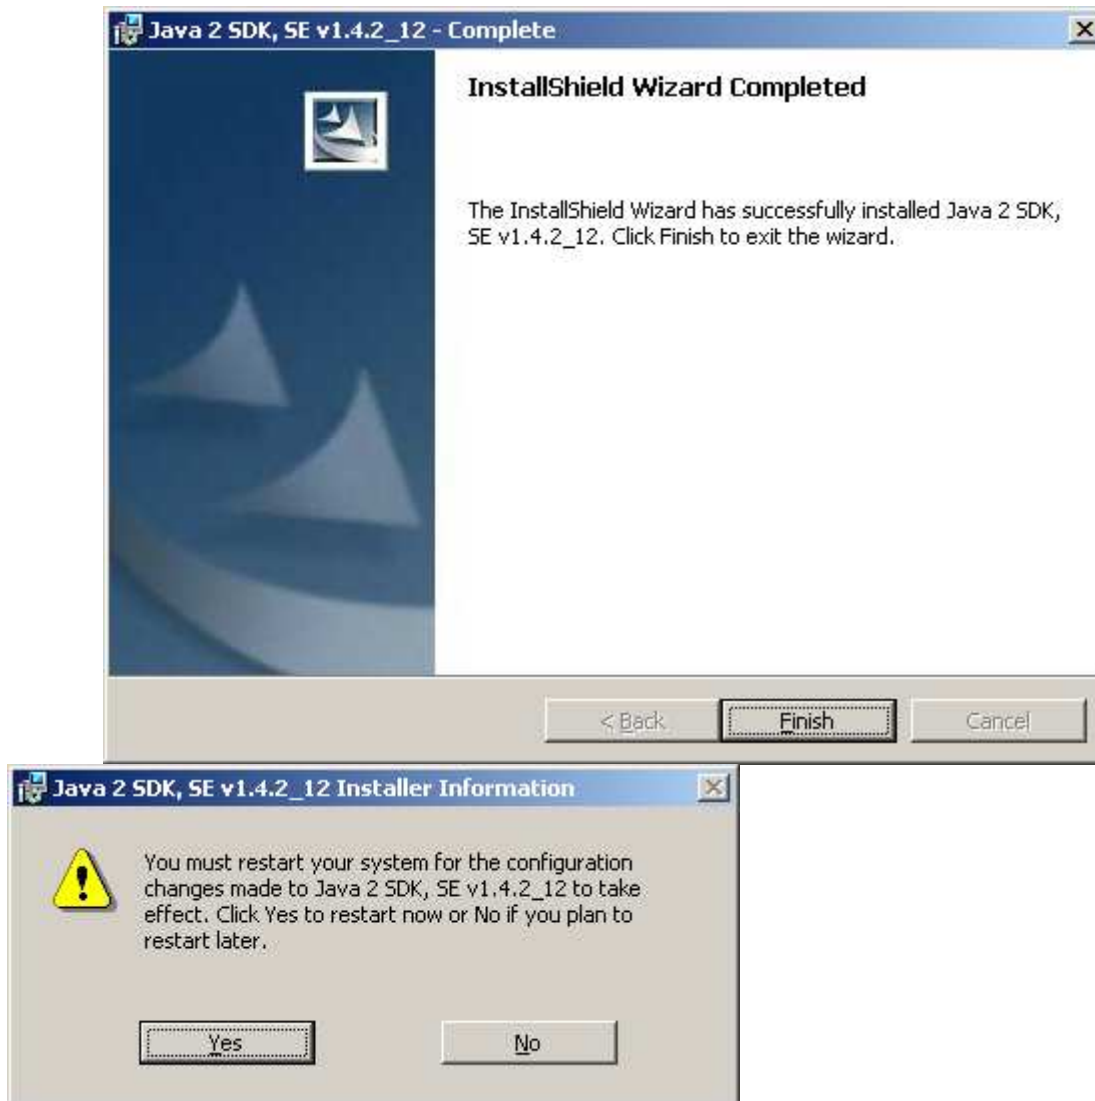 Java 2 SDK, SE v1.4.2_12 - Complete
InstallShield Wizard Completed
The InstallShield Wizard has successfully installed Java 2 SDK,
SE v1.4.2_12. Click Finish to exit the wizard.
< Back
Finish
Cancel
Java 2 SDK, SE v1.4.2_12 Installer Information
You must restart your system for the configuration
changes made to Java 2 SDK, SE v1.4.2_12 to take
effect. Click Yes to restart now or No if you plan to
restart later.
Yes
No